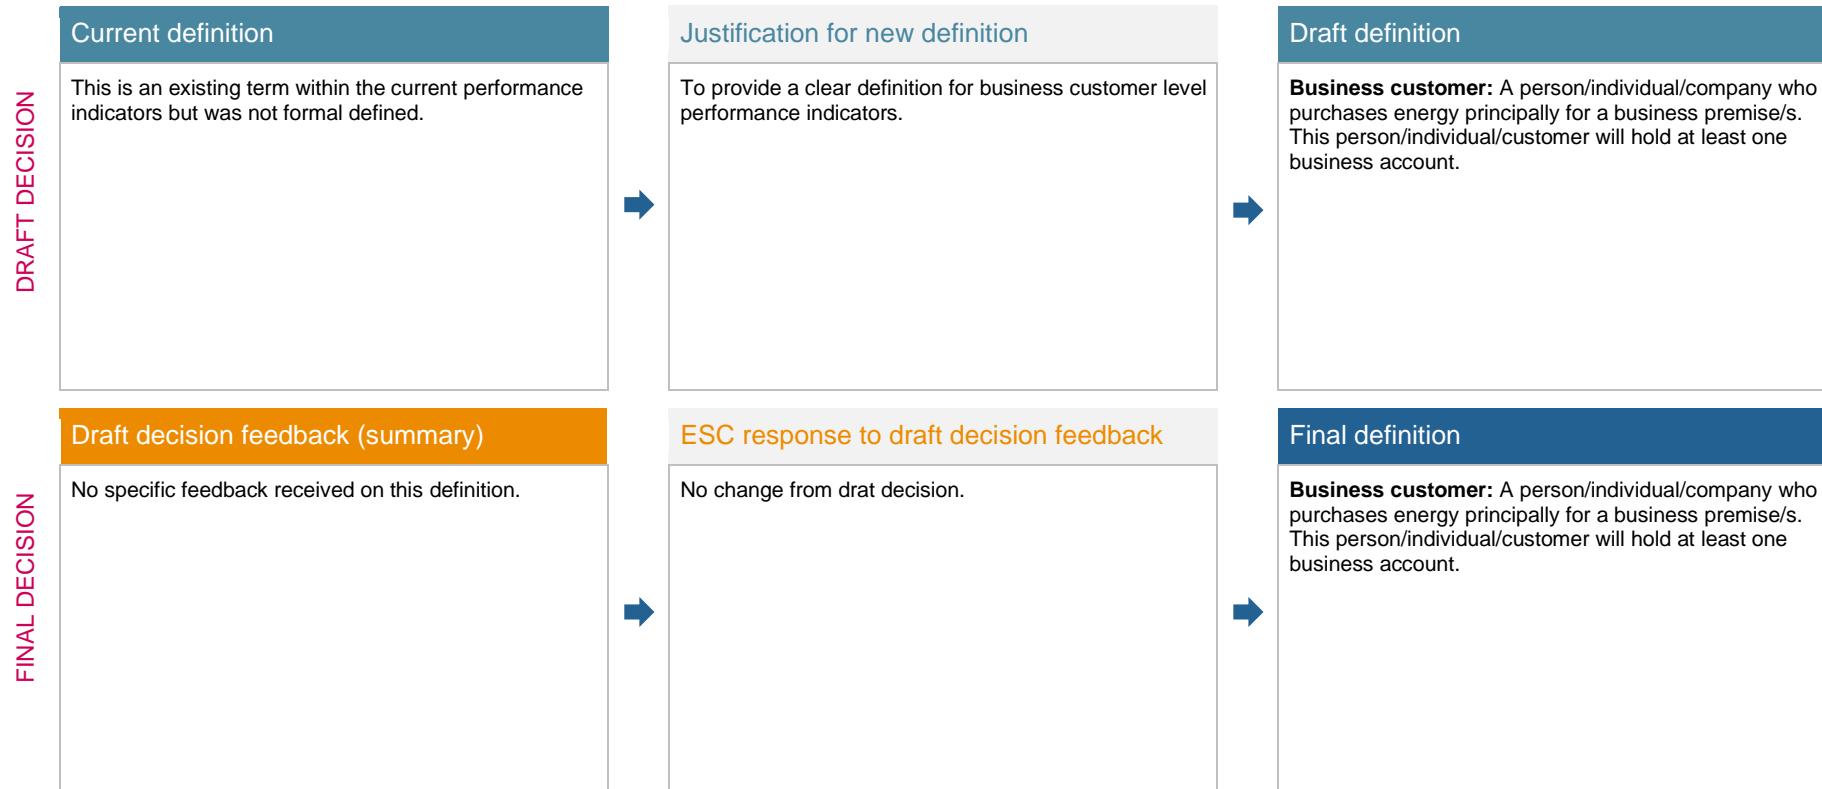 DRAFT DECISION
Current definition
This is an existing term within the current performance
indicators but was not formal defined.
Justification for new definition
To provide a clear definition for business customer level
performance indicators.
Draft definition
Business customer: A person/individual/company who
purchases energy principally for a business premise/s.
This person/individual/customer will hold at least one
business account.
FINAL DECISION
Draft decision feedback (summary)
No specific feedback received on this definition.
ESC response to draft decision feedback
No change from drat decision.
Final definition
Business customer: A person/individual/company who
purchases energy principally for a business premise/s.
This person/individual/customer will hold at least one
business account.